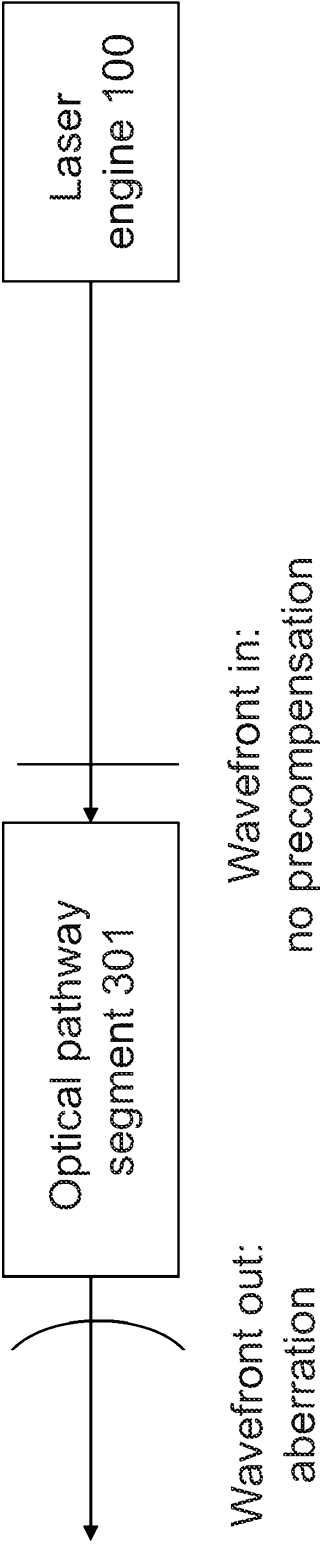 Laser
engine 100
Optical pathway
segment 301
Wavefront in:
no precompensation
Wavefront out:
aberration